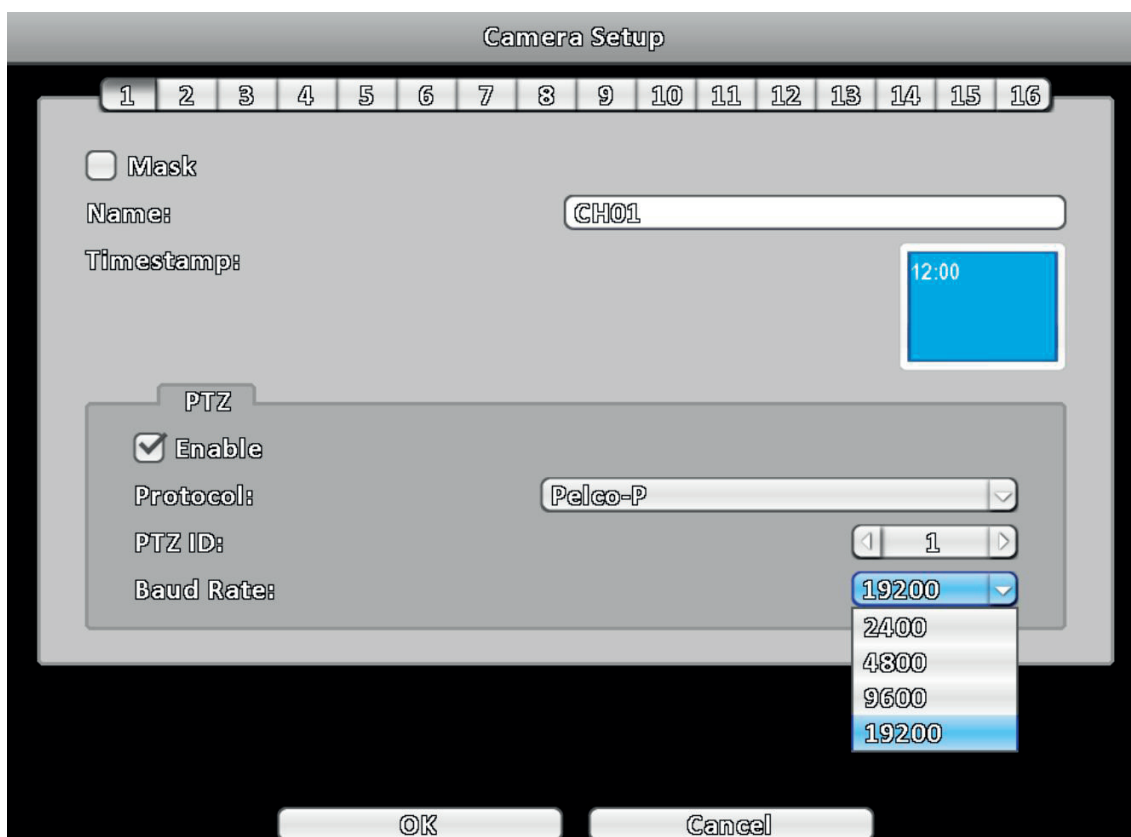 Camera Setup
1 2 3 4 5 6 7 8 9 10 11 12 13 14 15 16
Mask
Name: CH01
Timestamp:
12:00
PTZ
Enable
Protocol: Pelco-P
PTZ ID: 1
Baud Rate: 19200
2400
4800
9600
19200
OK Cancel